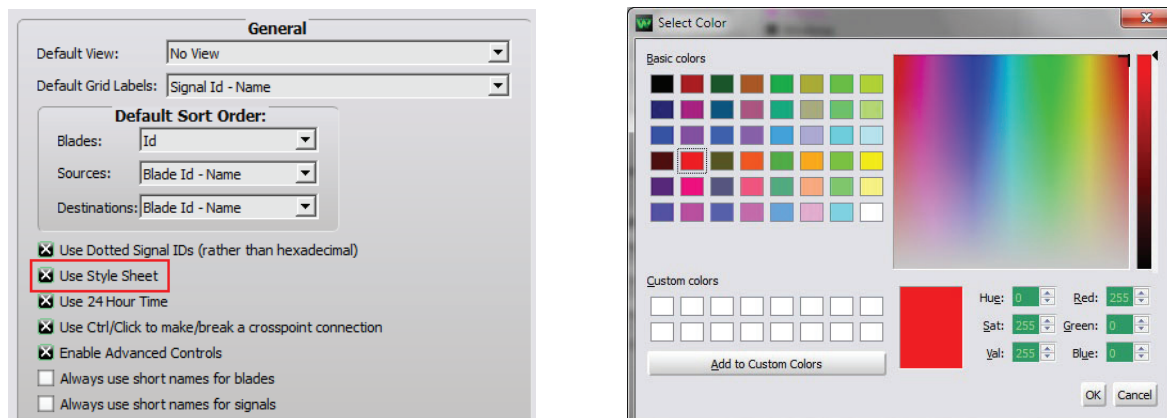 General
Default View: No View
Default Grid Labels: Signal Id - Name
Default Sort Order:
Blades: Id
Sources: Blade Id - Name
Destinations: Blade Id - Name
Use Dotted Signal IDs (rather than hexadecimal)
Use Style Sheet
Use 24 Hour Time
Use Ctrl/Click to make/break a crosspoint connection
Enable Advanced Controls
Always use short names for blades
Always use short names for signals
Select Color
Basic colors
Custom colors
Add to Custom Colors
Hue: 0 Red: 255
Sat: 255 Green: 0
Val: 255 Blue: 0
OK Cancel